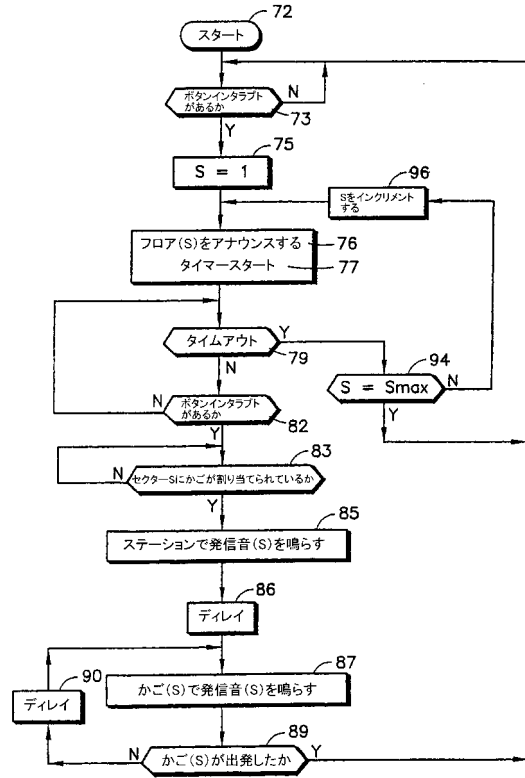 72
スタート
ボタンインタラプト
があるか
N
73
Y
75
S = 1
96
Sをインクリメント
する
フロア(S)をアナウンスする 76
タイマースタート 77
タイムアウト
Y
79
N
94
S = Smax
N
Y
ボタンインタラプト
があるか
N
82
Y
83
セクターSにかごが割り当てられているか
N
Y
85
ステーションで発信音(S)を鳴らす
86
ディレイ
87
かご(S)で発信音(S)を鳴らす
90
ディレイ
89
かご(S)が出発したか
N
Y